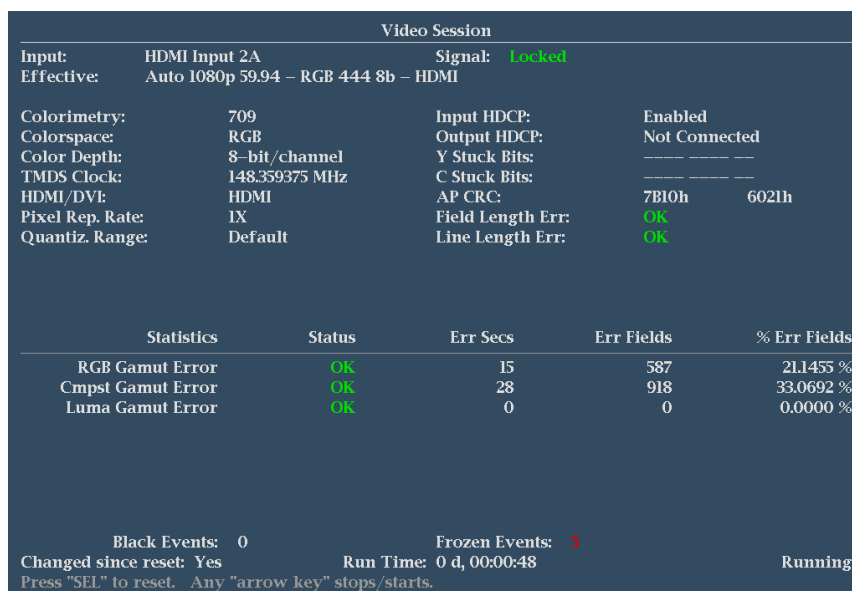 Video Session
Input: HDMI Input 2A Signal: Locked
Effective: Auto 1080p 59.94 – RGB 444 8b – HDMI
Colorimetry: 709 Input HDCP: Enabled
Colorspace: RGB Output HDCP: Not Connected
Color Depth: 8–bit/channel Y Stuck Bits: –––– –––– ––
TMDS Clock: 148.359375 MHz C Stuck Bits: –––– –––– ––
HDMI/DVI: HDMI AP CRC: 7B10h 6021h
Pixel Rep. Rate: 1X Field Length Err: OK
Quantiz. Range: Default Line Length Err: OK
Statistics Status Err Secs Err Fields % Err Fields
RGB Gamut Error OK 15 587 21.1455 %
Cmpst Gamut Error OK 28 918 33.0692 %
Luma Gamut Error OK 0 0 0.0000 %
Black Events: 0 Frozen Events: 5
Changed since reset: Yes Run Time: 0 d, 00:00:48 Running
Press "SEL" to reset. Any "arrow key" stops/starts.